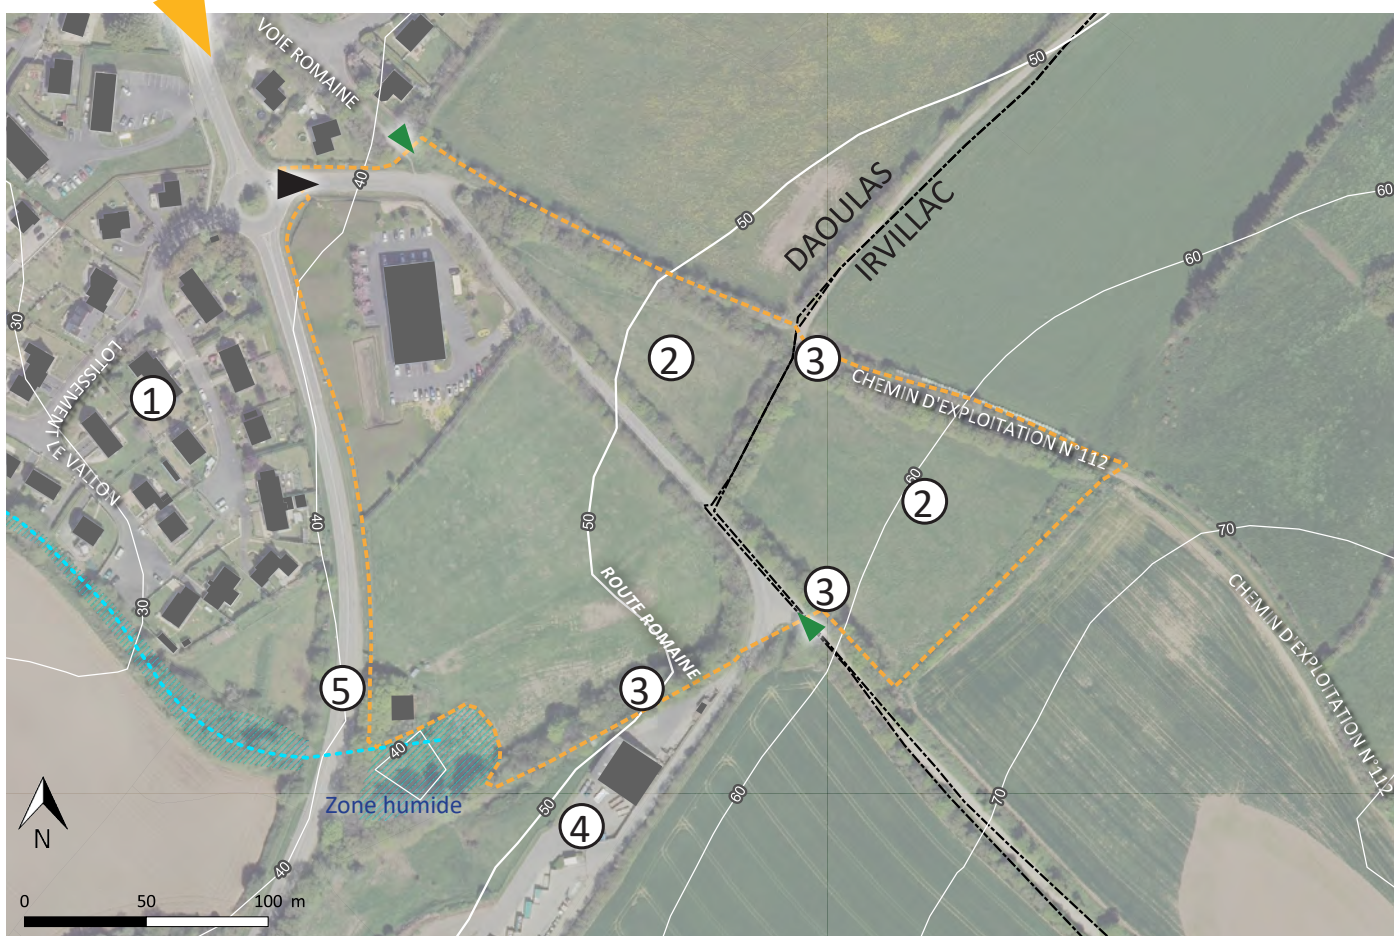 VOIE ROMAINE
50
40
DAOULAS
IRVILLAC
60
50
60
30
2
3
LOTISSEMENT
LE VALLON
1
CHEMIN D'EXPLOITATION N°112
60
2
40
50
70
ROUTE ROMAINE
3
30
CHEMIN D'EXPLOITATION N°112
5
3
40
Zone humide
50
60
70
4
N
40
0 50 100 m